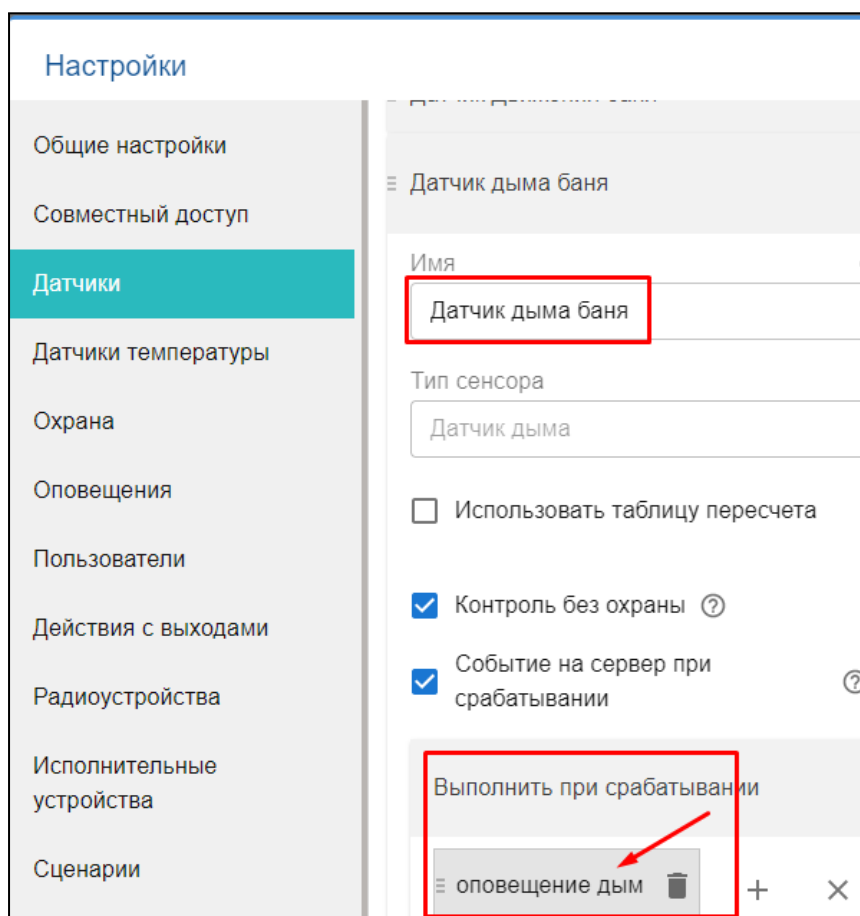 Настройки
Общие настройки
Совместный доступ
Датчики
Датчики температуры
Охрана
Оповещения
Пользователи
Действия с выходами
Радиоустройства
Исполнительные
устройства
Сценарии
Датчик дыма баня
Имя
Датчик дыма баня
Тип сенсора
Датчик дыма
Использовать таблицу пересчета
Контроль без охраны
Событие на сервер при
срабатывании
Выполнить при срабатывании
оповещение дым